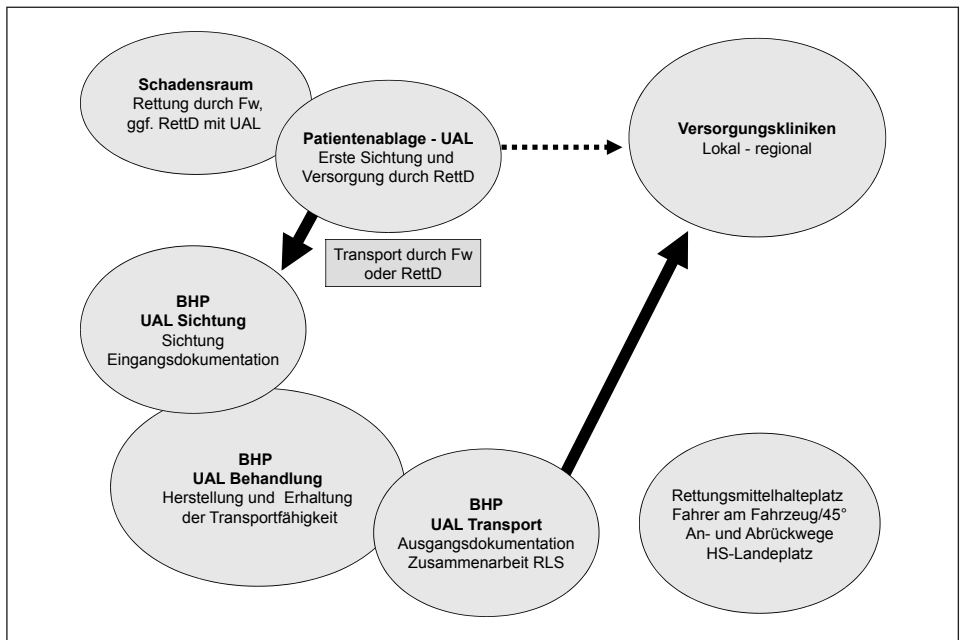 Schadensraum
Rettung durch Fw,
ggf. RettD mit UAL
Patientenablage - UAL
Erste Sichtung und
Versorgung durch RettD
Versorgungskliniken
Lokal - regional
Transport durch Fw
oder RettD
BHP
UAL Sichtung
Sichtung
Eingangsdokumentation
BHP
UAL Behandlung
Herstellung und Erhaltung
der Transportfähigkeit
BHP
UAL Transport
Ausgangsdokumentation
Zusammenarbeit RLS
Rettungsmittelhalteplatz
Fahrer am Fahrzeug/45°
An- und Abrückwege
HS-Landeplatz